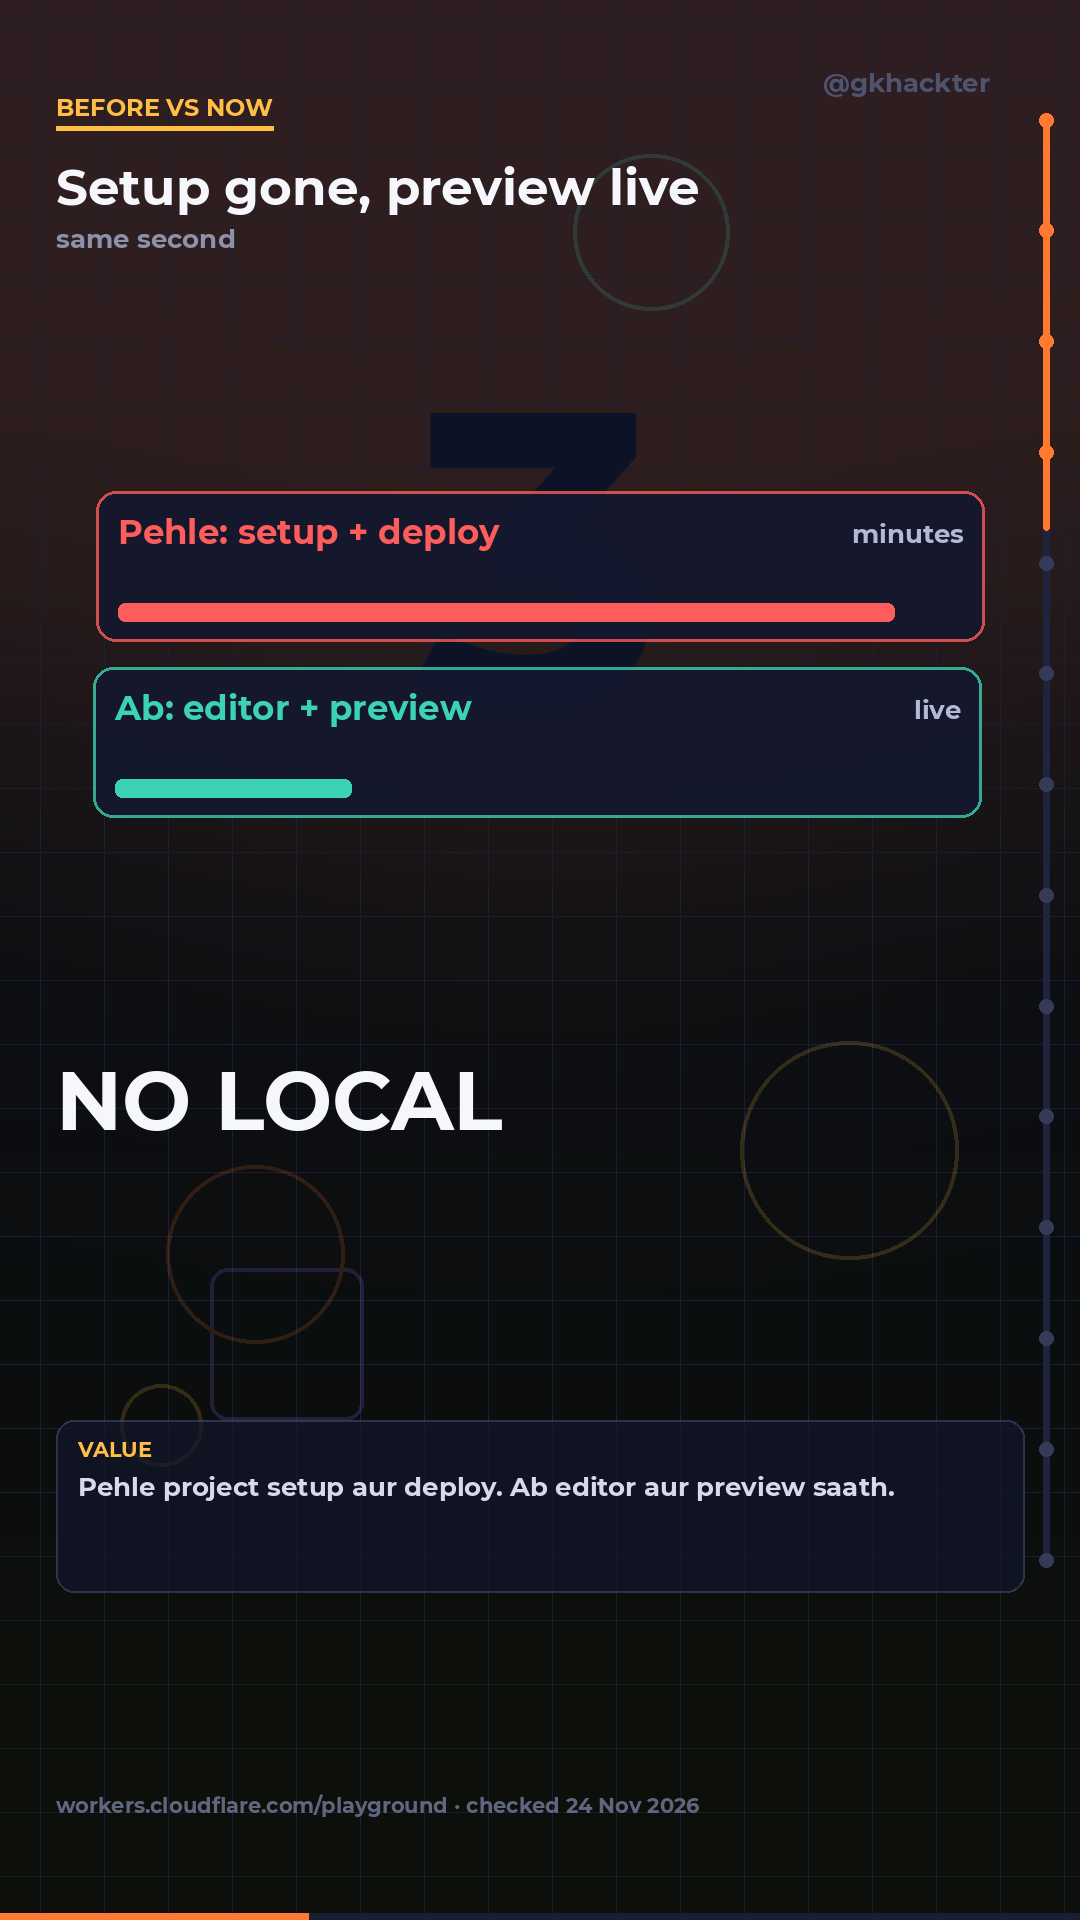 @gkhackter
BEFORE VS NOW
Setup gone, preview live
same second
3
Pehle: setup + deploy
minutes
Ab: editor + preview
live
NO LOCAL
VALUE
Pehle project setup aur deploy. Ab editor aur preview saath.
workers.cloudflare.com/playground · checked 24 Nov 2026